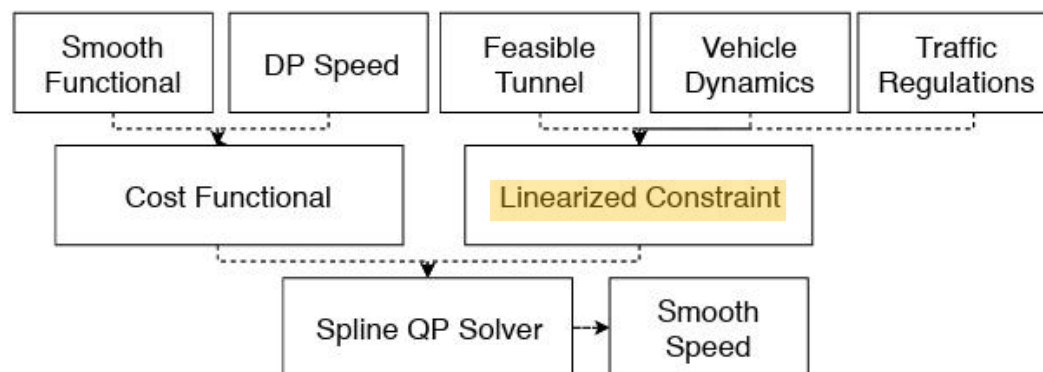 Smooth
Functional
DP Speed
Feasible
Tunnel
Vehicle
Dynamics
Traffic
Regulations
Cost Functional
Linearized Constraint
Spline QP Solver
Smooth
Speed